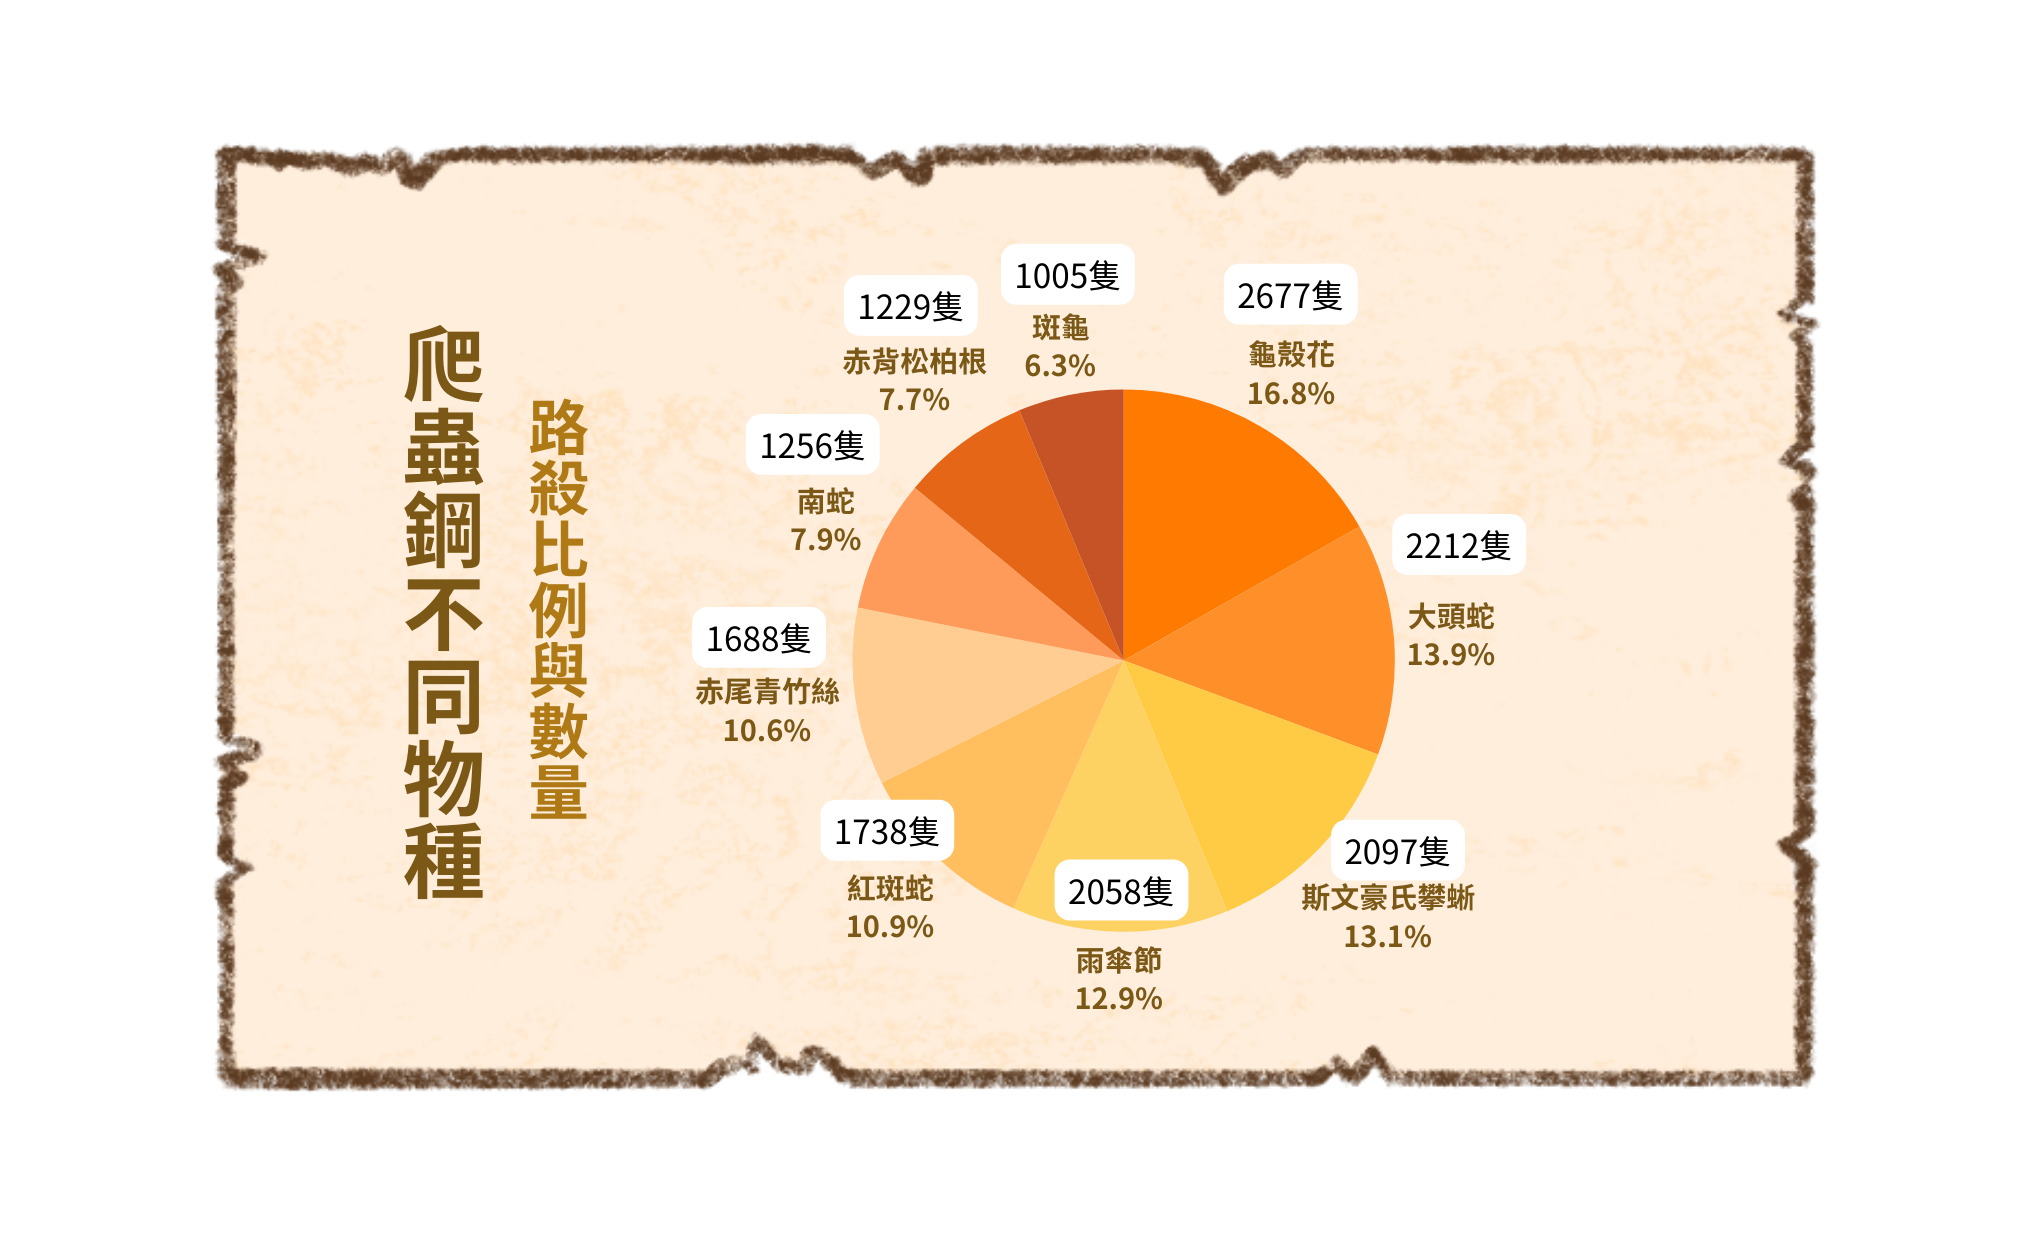 爬蟲鋼不同物種
路殺比例與數量
1005隻
斑龜
6.3%
2677隻
龜殼花
16.8%
2212隻
大頭蛇
13.9%
2097隻
斯文豪氏攀蜥
13.1%
2058隻
雨傘節
12.9%
1738隻
紅斑蛇
10.9%
1688隻
赤尾青竹絲
10.6%
1256隻
南蛇
7.9%
1229隻
赤背松柏根
7.7%